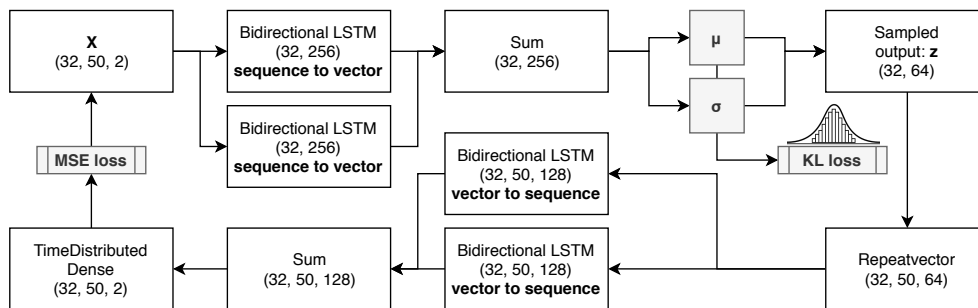 X
(32, 50, 2)
Bidirectional LSTM
(32, 256)
sequence to vector
Bidirectional LSTM
(32, 256)
sequence to vector
Sum
(32, 256)
μ
σ
Sampled
output: z
(32, 64)
MSE loss
KL loss
Bidirectional LSTM
(32, 50, 128)
vector to sequence
TimeDistributed
Dense
(32, 50, 2)
Sum
(32, 50, 128)
Bidirectional LSTM
(32, 50, 128)
vector to sequence
Repeatvector
(32, 50, 64)